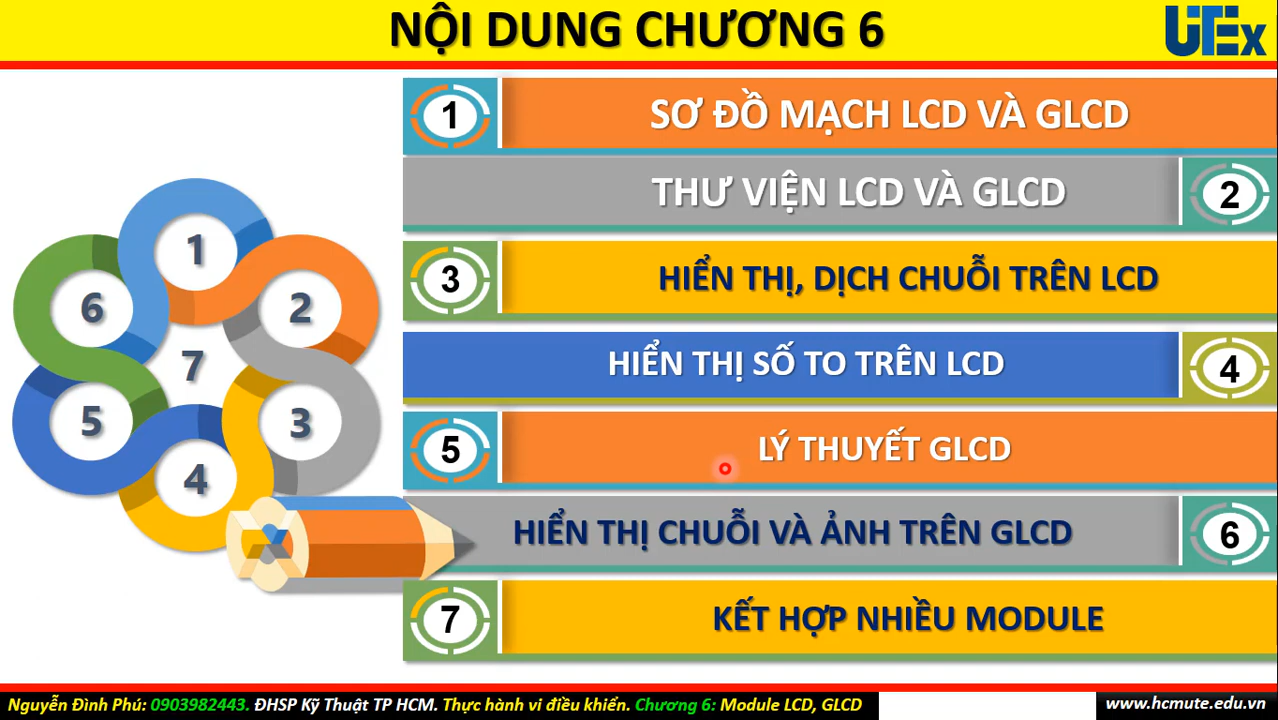 NỘI DUNG CHƯƠNG 6
UTEx
1 SƠ ĐỒ MẠCH LCD VÀ GLCD
THƯ VIỆN LCD VÀ GLCD 2
3 HIỂN THỊ, DỊCH CHUỖI TRÊN LCD
HIỂN THỊ SỐ TO TRÊN LCD 4
5 LÝ THUYẾT GLCD
HIỂN THỊ CHUỖI VÀ ẢNH TRÊN GLCD 6
7 KẾT HỢP NHIỀU MODULE
1
6
2
7
5
3
4
Nguyễn Đình Phú: 0903982443. ĐHSP Kỹ Thuật TP HCM. Thực hành vi điều khiển. Chương 6: Module LCD, GLCD
www.hcmute.edu.vn